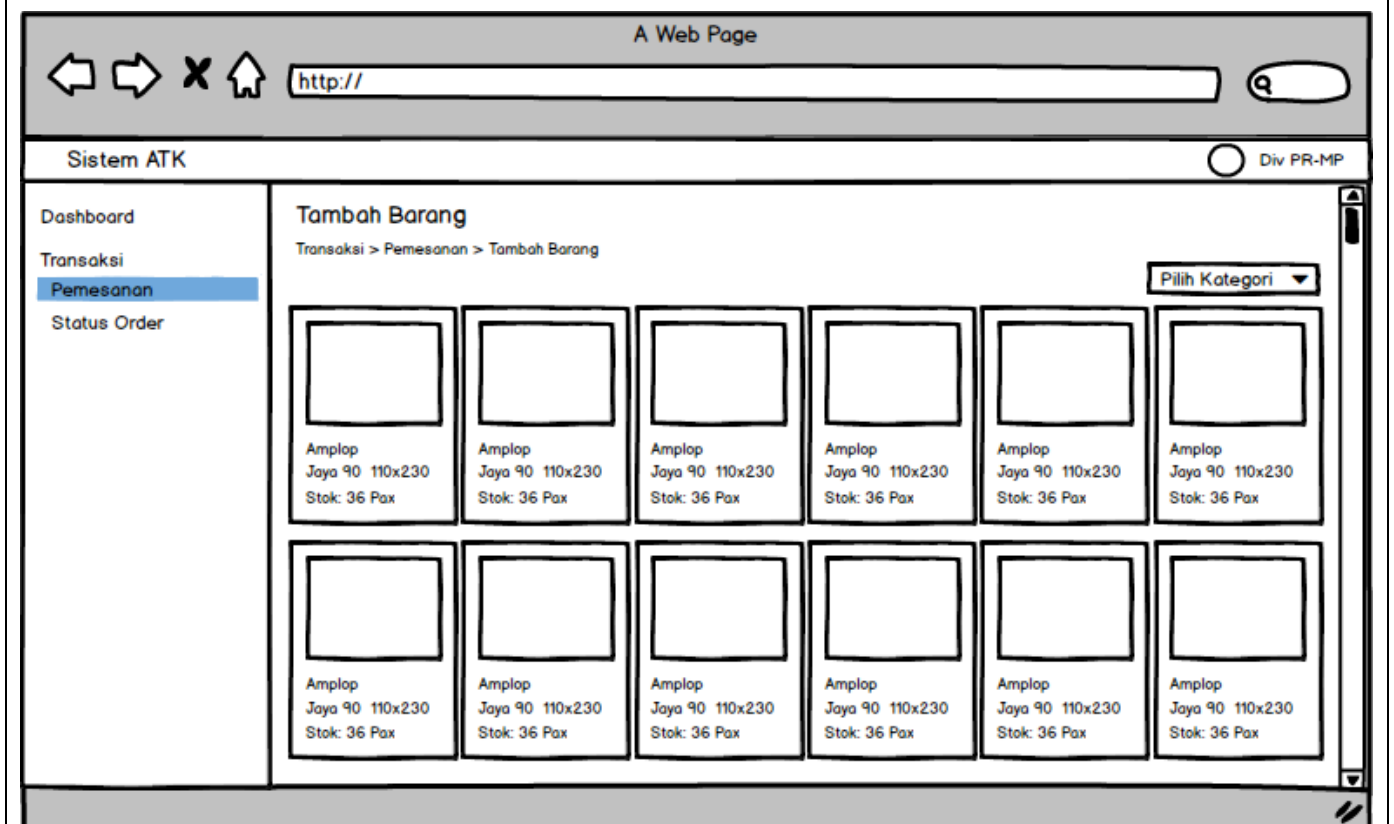 A Web Page
http://
Sistem ATK
Div PR-MP
Dashboard
Transaksi
Pemesanan
Status Order
Tambah Barang
Transaksi > Pemesanan > Tambah Barang
Pilih Kategori
Amplop
Jaya 90 110x230
Stok: 36 Pax
Amplop
Jaya 90 110x230
Stok: 36 Pax
Amplop
Jaya 90 110x230
Stok: 36 Pax
Amplop
Jaya 90 110x230
Stok: 36 Pax
Amplop
Jaya 90 110x230
Stok: 36 Pax
Amplop
Jaya 90 110x230
Stok: 36 Pax
Amplop
Jaya 90 110x230
Stok: 36 Pax
Amplop
Jaya 90 110x230
Stok: 36 Pax
Amplop
Jaya 90 110x230
Stok: 36 Pax
Amplop
Jaya 90 110x230
Stok: 36 Pax
Amplop
Jaya 90 110x230
Stok: 36 Pax
Amplop
Jaya 90 110x230
Stok: 36 Pax